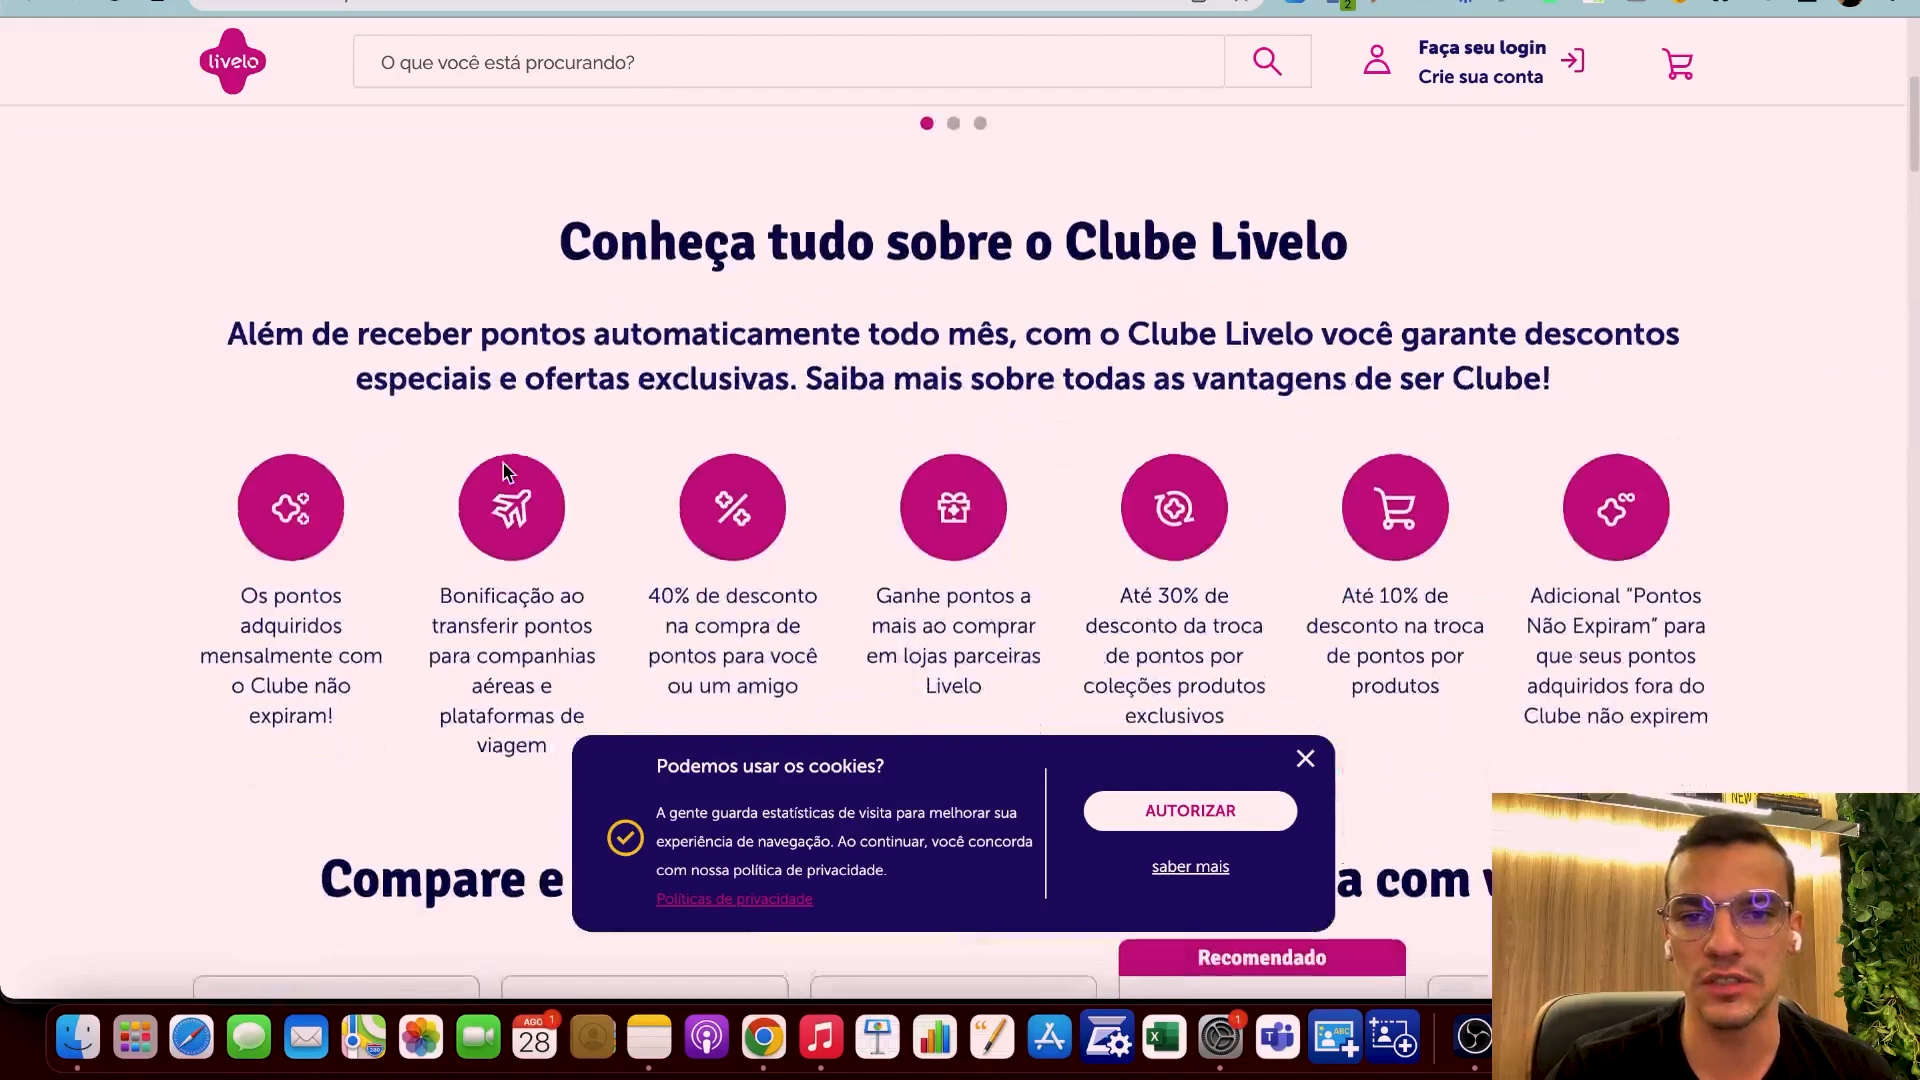 livelo
O que você está procurando?
Faça seu login
Crie sua conta
Conheça tudo sobre o Clube Livelo
Além de receber pontos automaticamente todo mês, com o Clube Livelo você garante descontos
especiais e ofertas exclusivas. Saiba mais sobre todas as vantagens de ser Clube!
Os pontos
adquiridos
mensalmente com
o Clube não
expiram!
Bonificação ao
transferir pontos
para companhias
aéreas e
plataformas de
viagem
40% de desconto
na compra de
pontos para você
ou um amigo
Ganhe pontos a
mais ao comprar
em lojas parceiras
Livelo
Até 30% de
desconto da troca
de pontos por
coleções produtos
exclusivos
Até 10% de
desconto na troca
de pontos por
produtos
Adicional "Pontos
Não Expiram" para
que seus pontos
adquiridos fora do
Clube não expirem
Podemos usar os cookies?
A gente guarda estatísticas de visita para melhorar sua
experiência de navegação. Ao continuar, você concorda
com nossa política de privacidade.
Políticas de privacidade
AUTORIZAR
saber mais
Compare e
a com
Recomendado
NEW
AGO
28
1
1
2
280
ABC
X